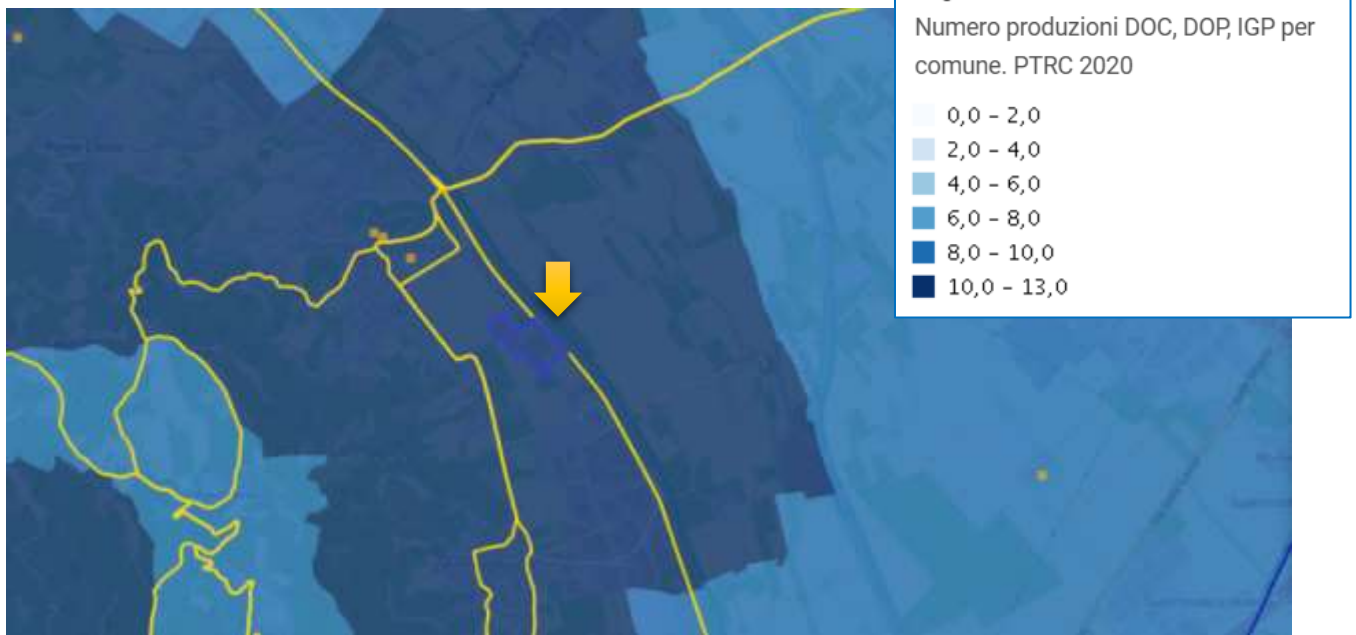 Numero produzioni DOC, DOP, IGP per
comune. PTRC 2020
0,0 – 2,0
2,0 – 4,0
4,0 – 6,0
6,0 – 8,0
8,0 – 10,0
10,0 – 13,0